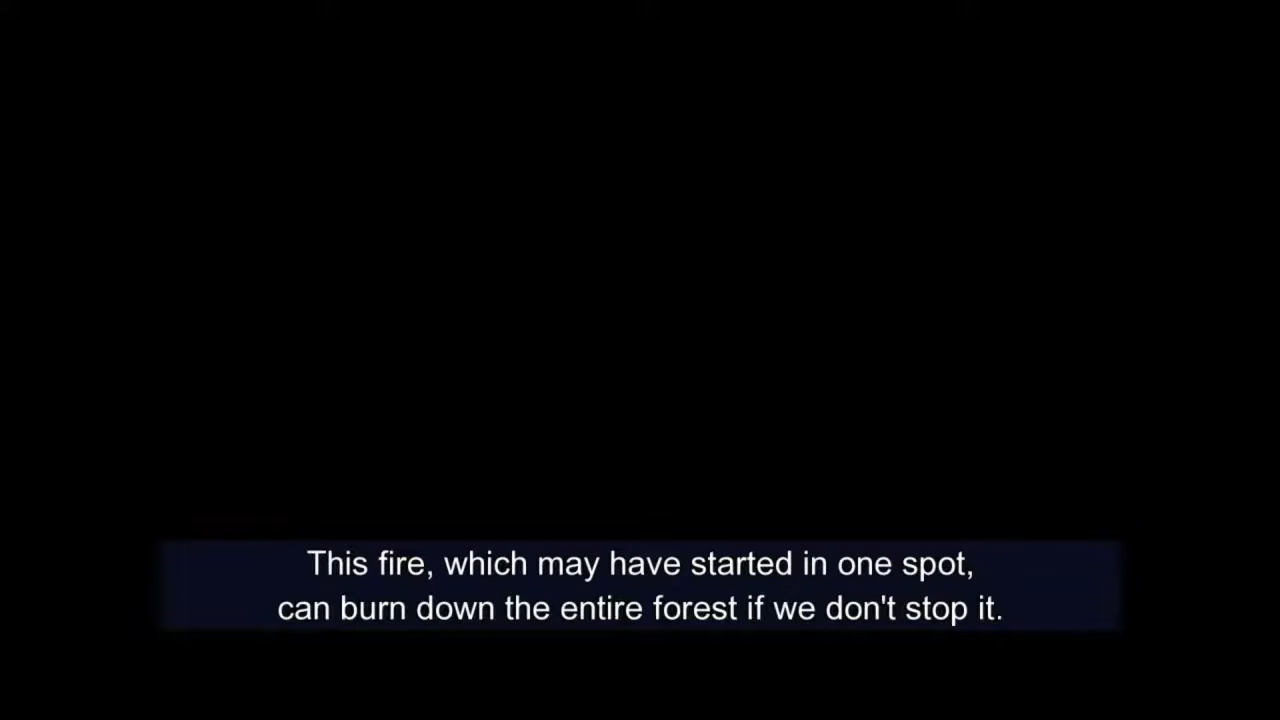 This fire, which may have started in one spot,
can burn down the entire forest if we don't stop it.